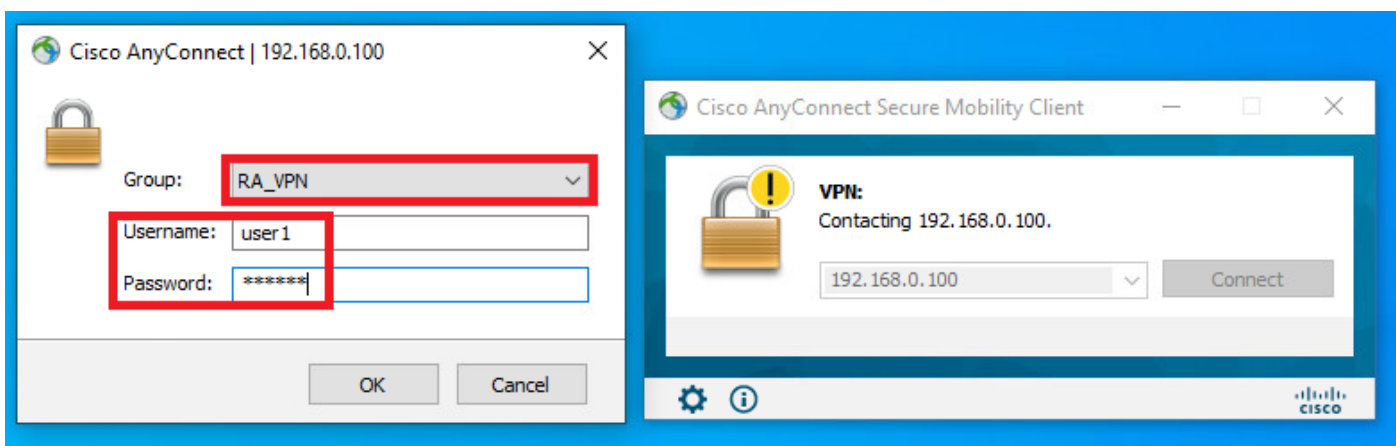 Cisco AnyConnect | 192.168.0.100
Group: RA_VPN
Username: user1
Password: ******
OK Cancel
Cisco AnyConnect Secure Mobility Client
VPN:
Contacting 192.168.0.100.
192.168.0.100 Connect
CISCO